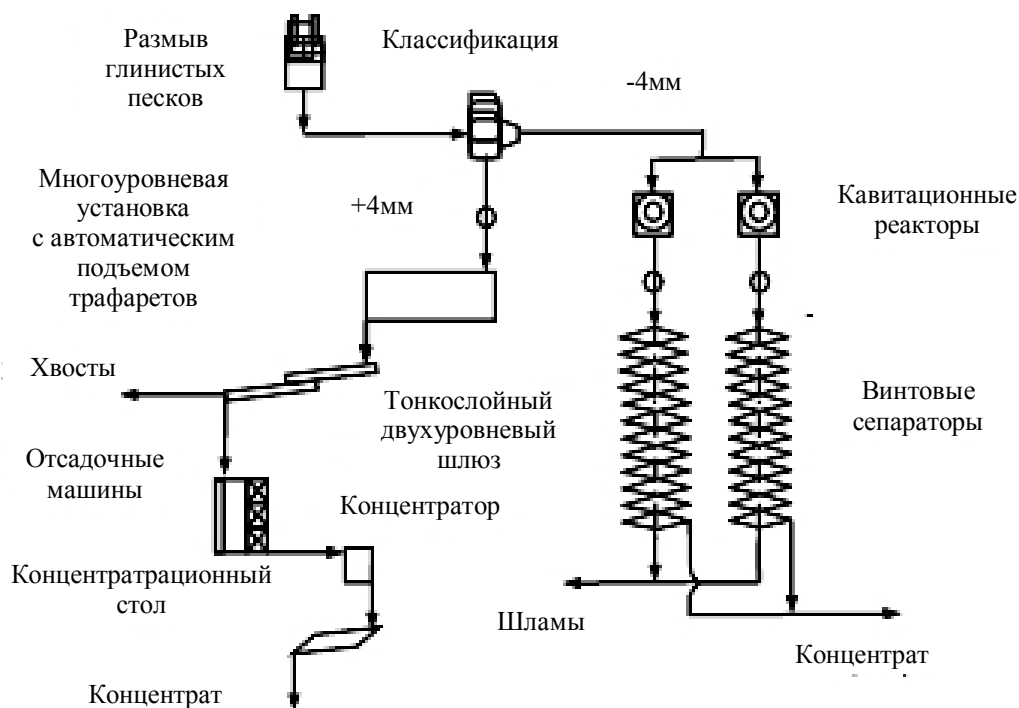 Размыв
глинистых
песков
Классификация
-4мм
Многоуровневая
установка
с автоматическим
подъемом
трафаретов
+4мм
Кавитационные
реакторы
Хвосты
Тонкослойный
двухуровневый
шлюз
Винтовые
сепараторы
Отсадочные
машины
Концентратор
Концентратрационный
стол
Шламы
Концентрат
Концентрат